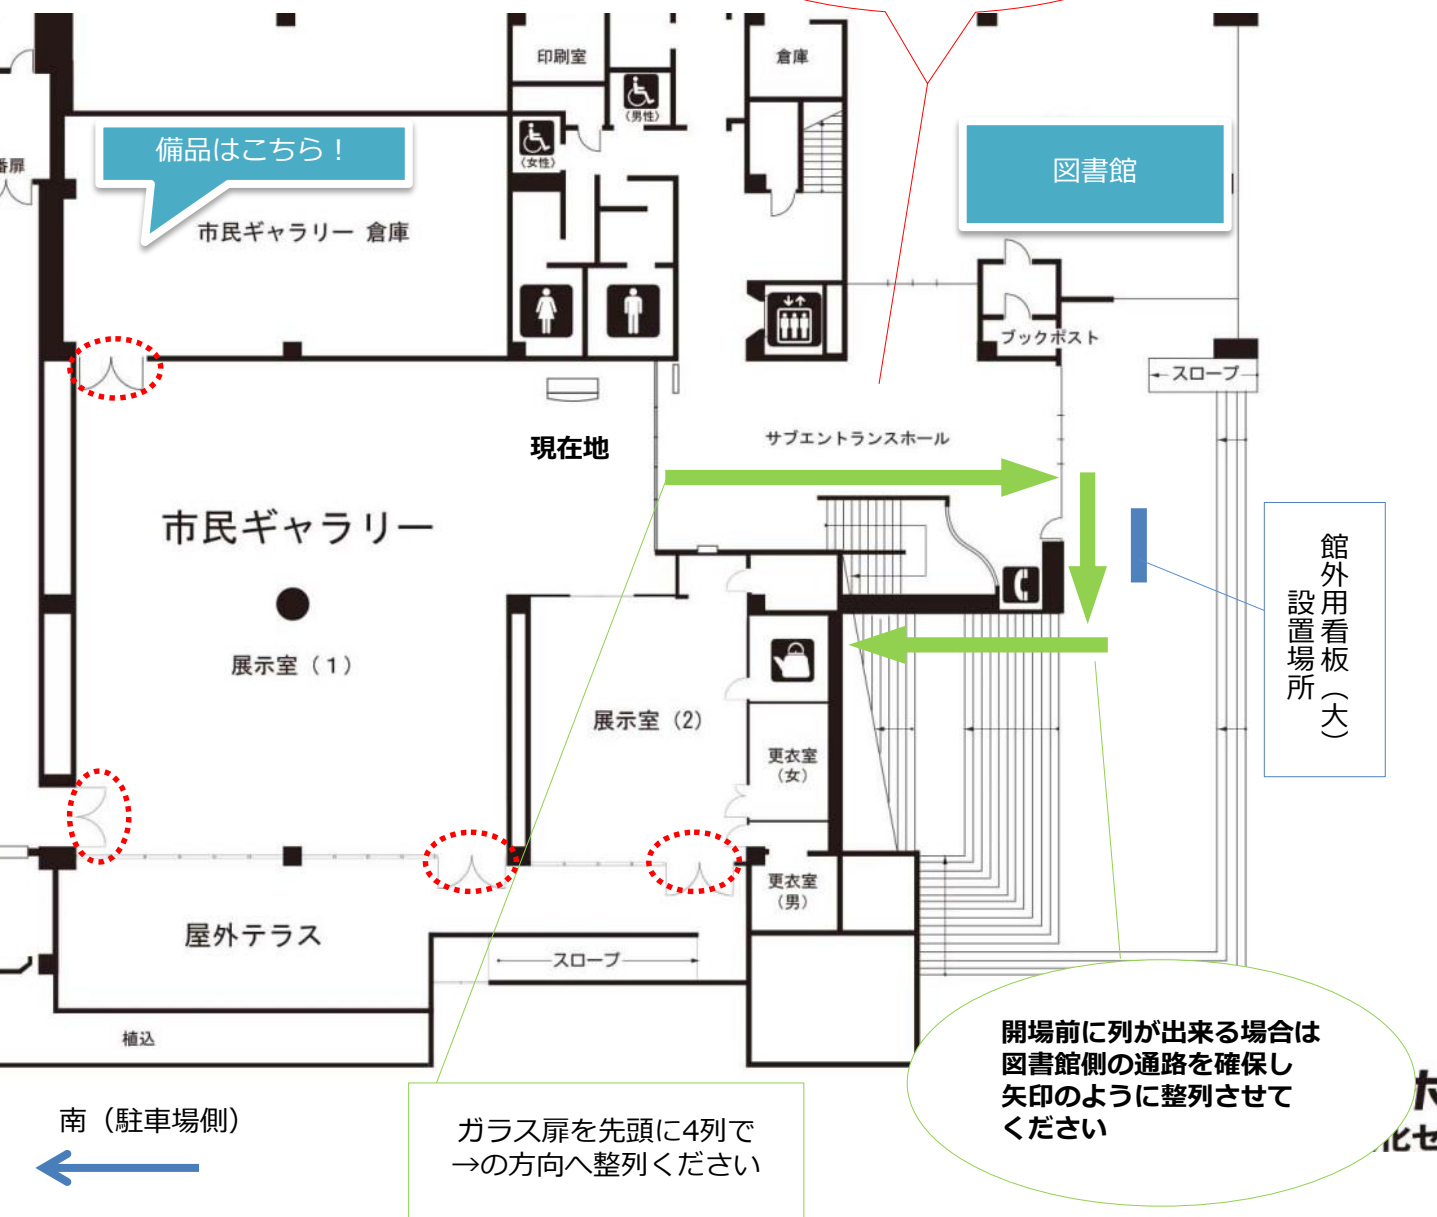 印刷室
倉庫
(男性)
(女性)
番扉
備品はこちら！
図書館
市民ギャラリー 倉庫
ブックポスト
スロープ
現在地
サブエントランスホール
市民ギャラリー
館外用看板（大）
設置場所
展示室（1）
展示室（2）
更衣室
（女）
更衣室
（男）
屋外テラス
スロープ
植込
開場前に列が出来る場合は
図書館側の通路を確保し
矢印のように整列させて
ください
南（駐車場側）
ガラス扉を先頭に4列で
→の方向へ整列ください
化セ